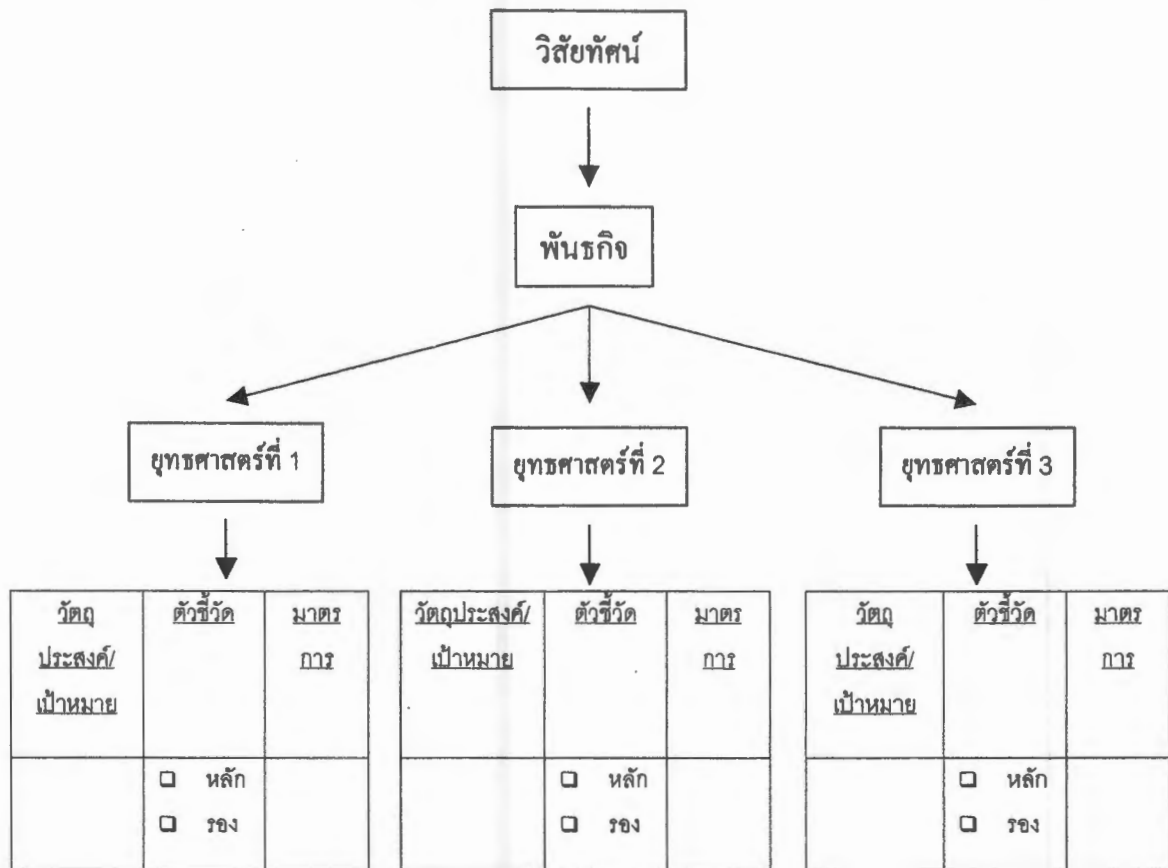 วิสัยทัศน์
พันธกิจ
ยุทธศาสตร์ที่ 1
ยุทธศาสตร์ที่ 2
ยุทธศาสตร์ที่ 3
วัตถุ
ประสงค์/
เป้าหมาย
ตัวชี้วัด
มาตร
การ
หลัก
รอง
วัตถุประสงค์/
เป้าหมาย
ตัวชี้วัด
มาตร
การ
หลัก
รอง
วัตถุ
ประสงค์/
เป้าหมาย
ตัวชี้วัด
มาตร
การ
หลัก
รอง